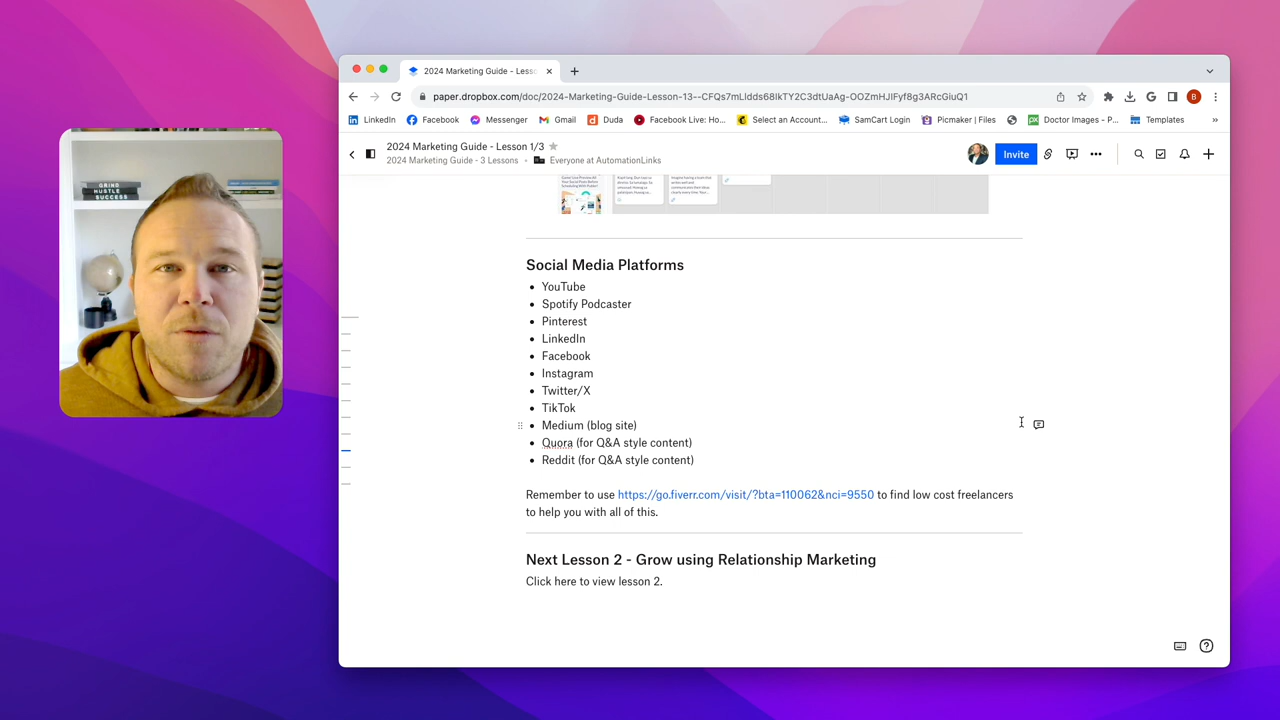 2024 Marketing Guide - Lesso
paper.dropbox.com/doc/2024-Marketing-Guide-Lesson-13--CFQs7mLldds68lkTY2C3dtUaAg-OOZmHJIFyf8g3ARcGiuQ1
B
LinkedIn
Facebook
Messenger
Gmail
Duda
Facebook Live: Ho...
Select an Account...
SamCart Login
Picmaker | Files
Doctor Images - P...
Templates
2024 Marketing Guide - Lesson 1/3
2024 Marketing Guide - 3 Lessons • Everyone at AutomationLinks
Invite
GRIND
HUSTLE
SUCCESS
Social Media Platforms
• YouTube
• Spotify Podcaster
• Pinterest
• LinkedIn
• Facebook
• Instagram
• Twitter/X
• TikTok
• Medium (blog site)
• Quora (for Q&A style content)
• Reddit (for Q&A style content)
Remember to use https://go.fiverr.com/visit/?bta=110062&nci=9550 to find low cost freelancers
to help you with all of this.
Next Lesson 2 - Grow using Relationship Marketing
Click here to view lesson 2.